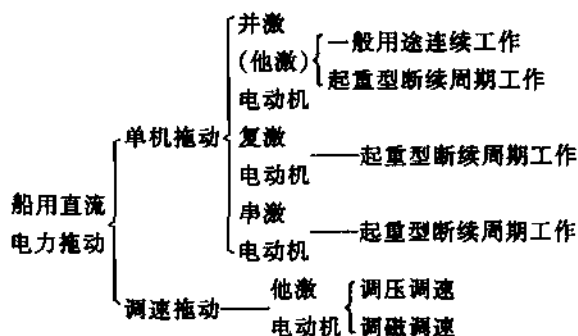 并激
(他激)
电动机
一般用途连续工作
起重型断续周期工作
单机拖动
复激
电动机
起重型断续周期工作
船用直流
电力拖动
串激
电动机
起重型断续周期工作
调速拖动
他激
电动机
调压调速
调磁调速